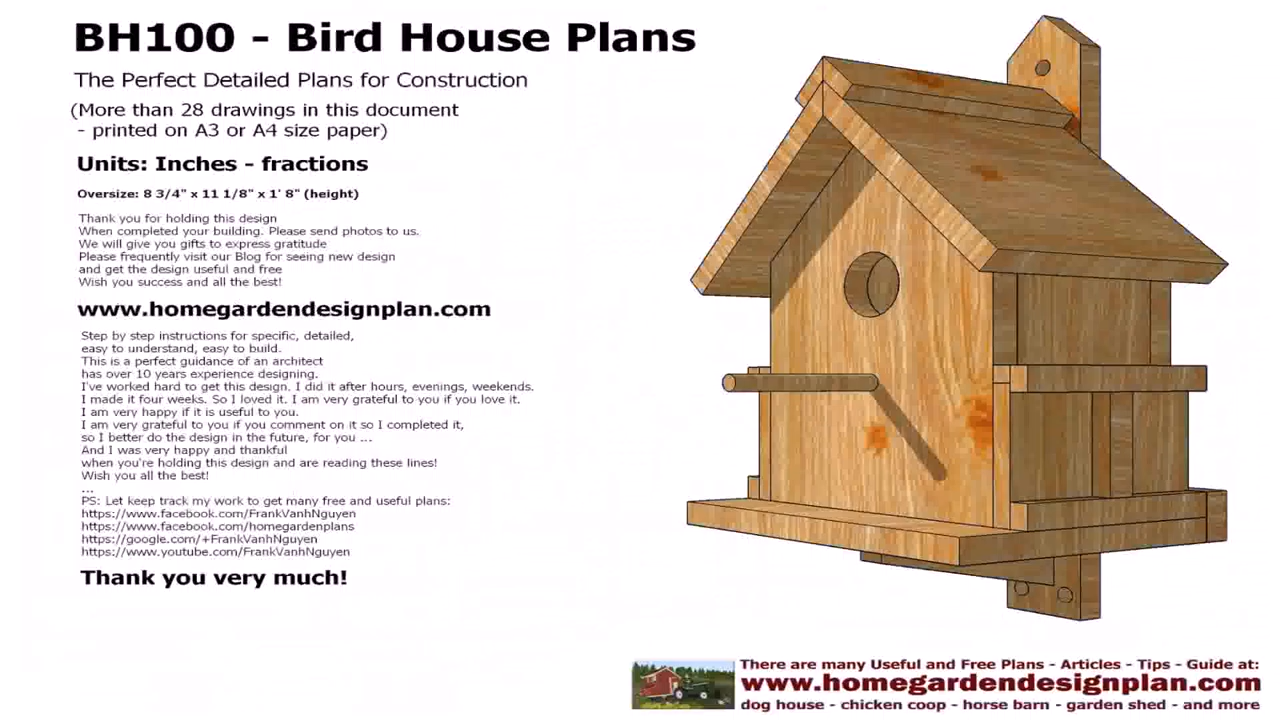 BH100 - Bird House Plans
The Perfect Detailed Plans for Construction
(More than 28 drawings in this document
- printed on A3 or A4 size paper)
Units: Inches - fractions
Oversize: 8 3/4" x 11 1/8" x 1' 8" (height)
Thank you for holding this design
When completed your building. Please send photos to us.
We will give you gifts to express gratitude
Please frequently visit our Blog for seeing new design
and get the design useful and free
Wish you success and all the best!
www.homegardendesignplan.com
Step by step instructions for specific, detailed,
easy to understand, easy to build.
This is a perfect guidance of an architect
has over 10 years experience designing.
I've worked hard to get this design. I did it after hours, evenings, weekends.
I made it four weeks. So I loved it. I am very grateful to you if you love it.
I am very happy if it is useful to you.
I am very grateful to you if you comment on it so I completed it,
so I better do the design in the future, for you ...
And I was very happy and thankful
when you're holding this design and are reading these lines!
Wish you all the best!
...
PS: Let keep track my work to get many free and useful plans:
https://www.facebook.com/FrankVanhNguyen
https://www.facebook.com/homegardenplans
https://google.com/+FrankVanhNguyen
https://www.youtube.com/FrankVanhNguyen
Thank you very much!
There are many Useful and Free Plans - Articles - Tips - Guide at:
www.homegardendesignplan.com
dog house - chicken coop - horse barn - garden shed - and more